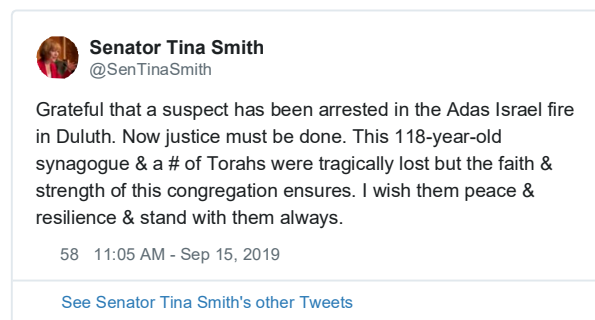 Senator Tina Smith
@SenTinaSmith
Grateful that a suspect has been arrested in the Adas Israel fire
in Duluth. Now justice must be done. This 118-year-old
synagogue & a # of Torahs were tragically lost but the faith &
strength of this congregation ensures. I wish them peace &
resilience & stand with them always.
58 11:05 AM - Sep 15, 2019
See Senator Tina Smith's other Tweets